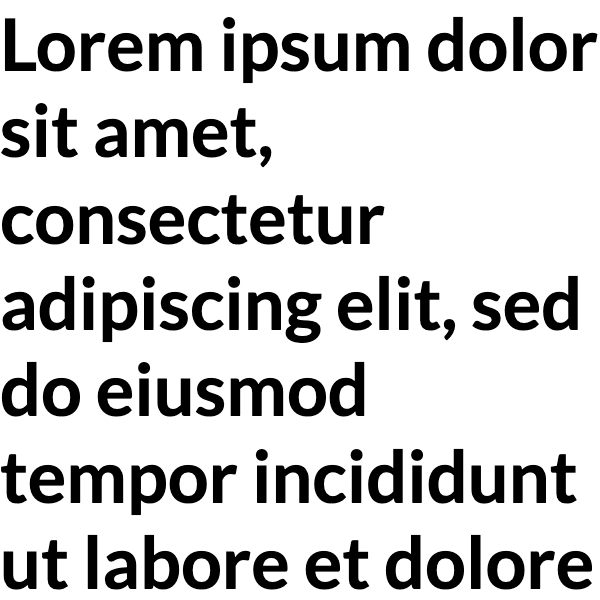 Lorem ipsum dolor
sit amet,
consectetur
adipiscing elit, sed
do eiusmod
tempor incididunt
ut labore et dolore